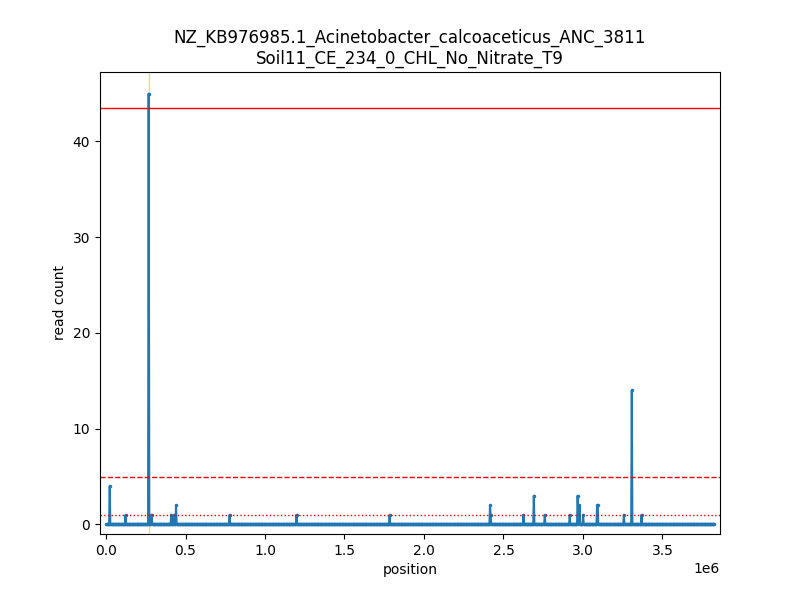 NZ_KB976985.1_Acinetobacter_calcoaceticus_ANC_3811
Soil11_CE_234_0_CHL_No_Nitrate_T9
read count
40
30
20
10
0
0.0 0.5 1.0 1.5 2.0 2.5 3.0 3.5
1e6
position